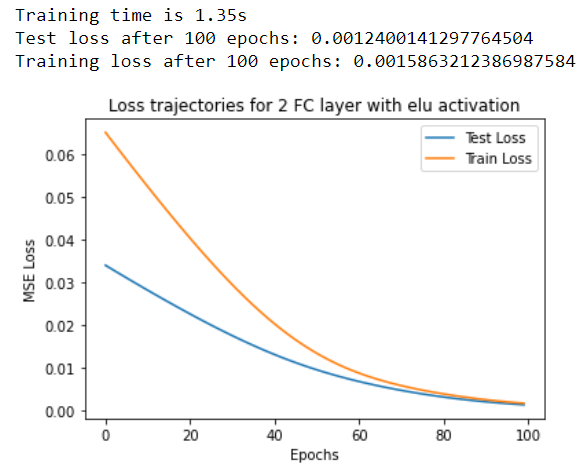 Training time is 1.35s
Test loss after 100 epochs: 0.0012400141297764504
Training loss after 100 epochs: 0.0015863212386987584
Loss trajectories for 2 FC layer with elu activation
Test Loss
Train Loss
MSE Loss
0.06
0.05
0.04
0.03
0.02
0.01
0.00
0 20 40 60 80 100
Epochs